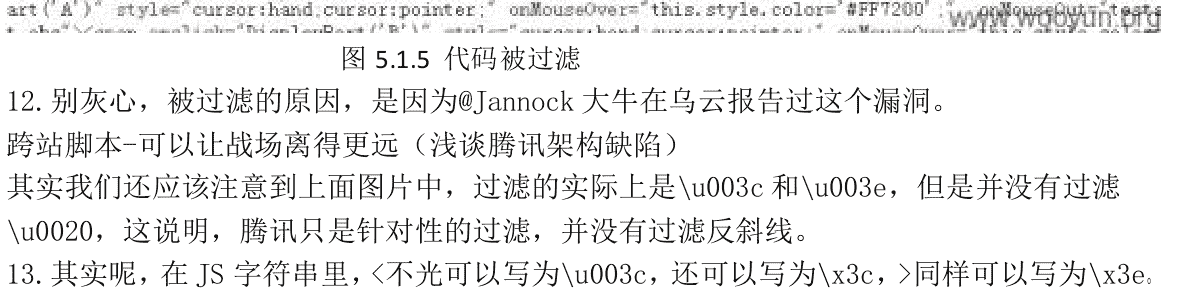 art('A')" style="cursor:hand;cursor:pointer;" onMouseOver="this.style.color='#FF7200'
www.wooyun.org
图 5.1.5 代码被过滤
12.别灰心，被过滤的原因，是因为@Jannock 大牛在乌云报告过这个漏洞。
跨站脚本-可以让战场离得更远（浅谈腾讯架构缺陷）
其实我们还应该注意到上面图片中，过滤的实际上是\u003c 和\u003e，但是并没有过滤
\u0020，这说明，腾讯只是针对性的过滤，并没有过滤反斜线。
13.其实呢，在 JS 字符串里，<不光可以写为\u003c，还可以写为\x3c，>同样可以写为\x3e。